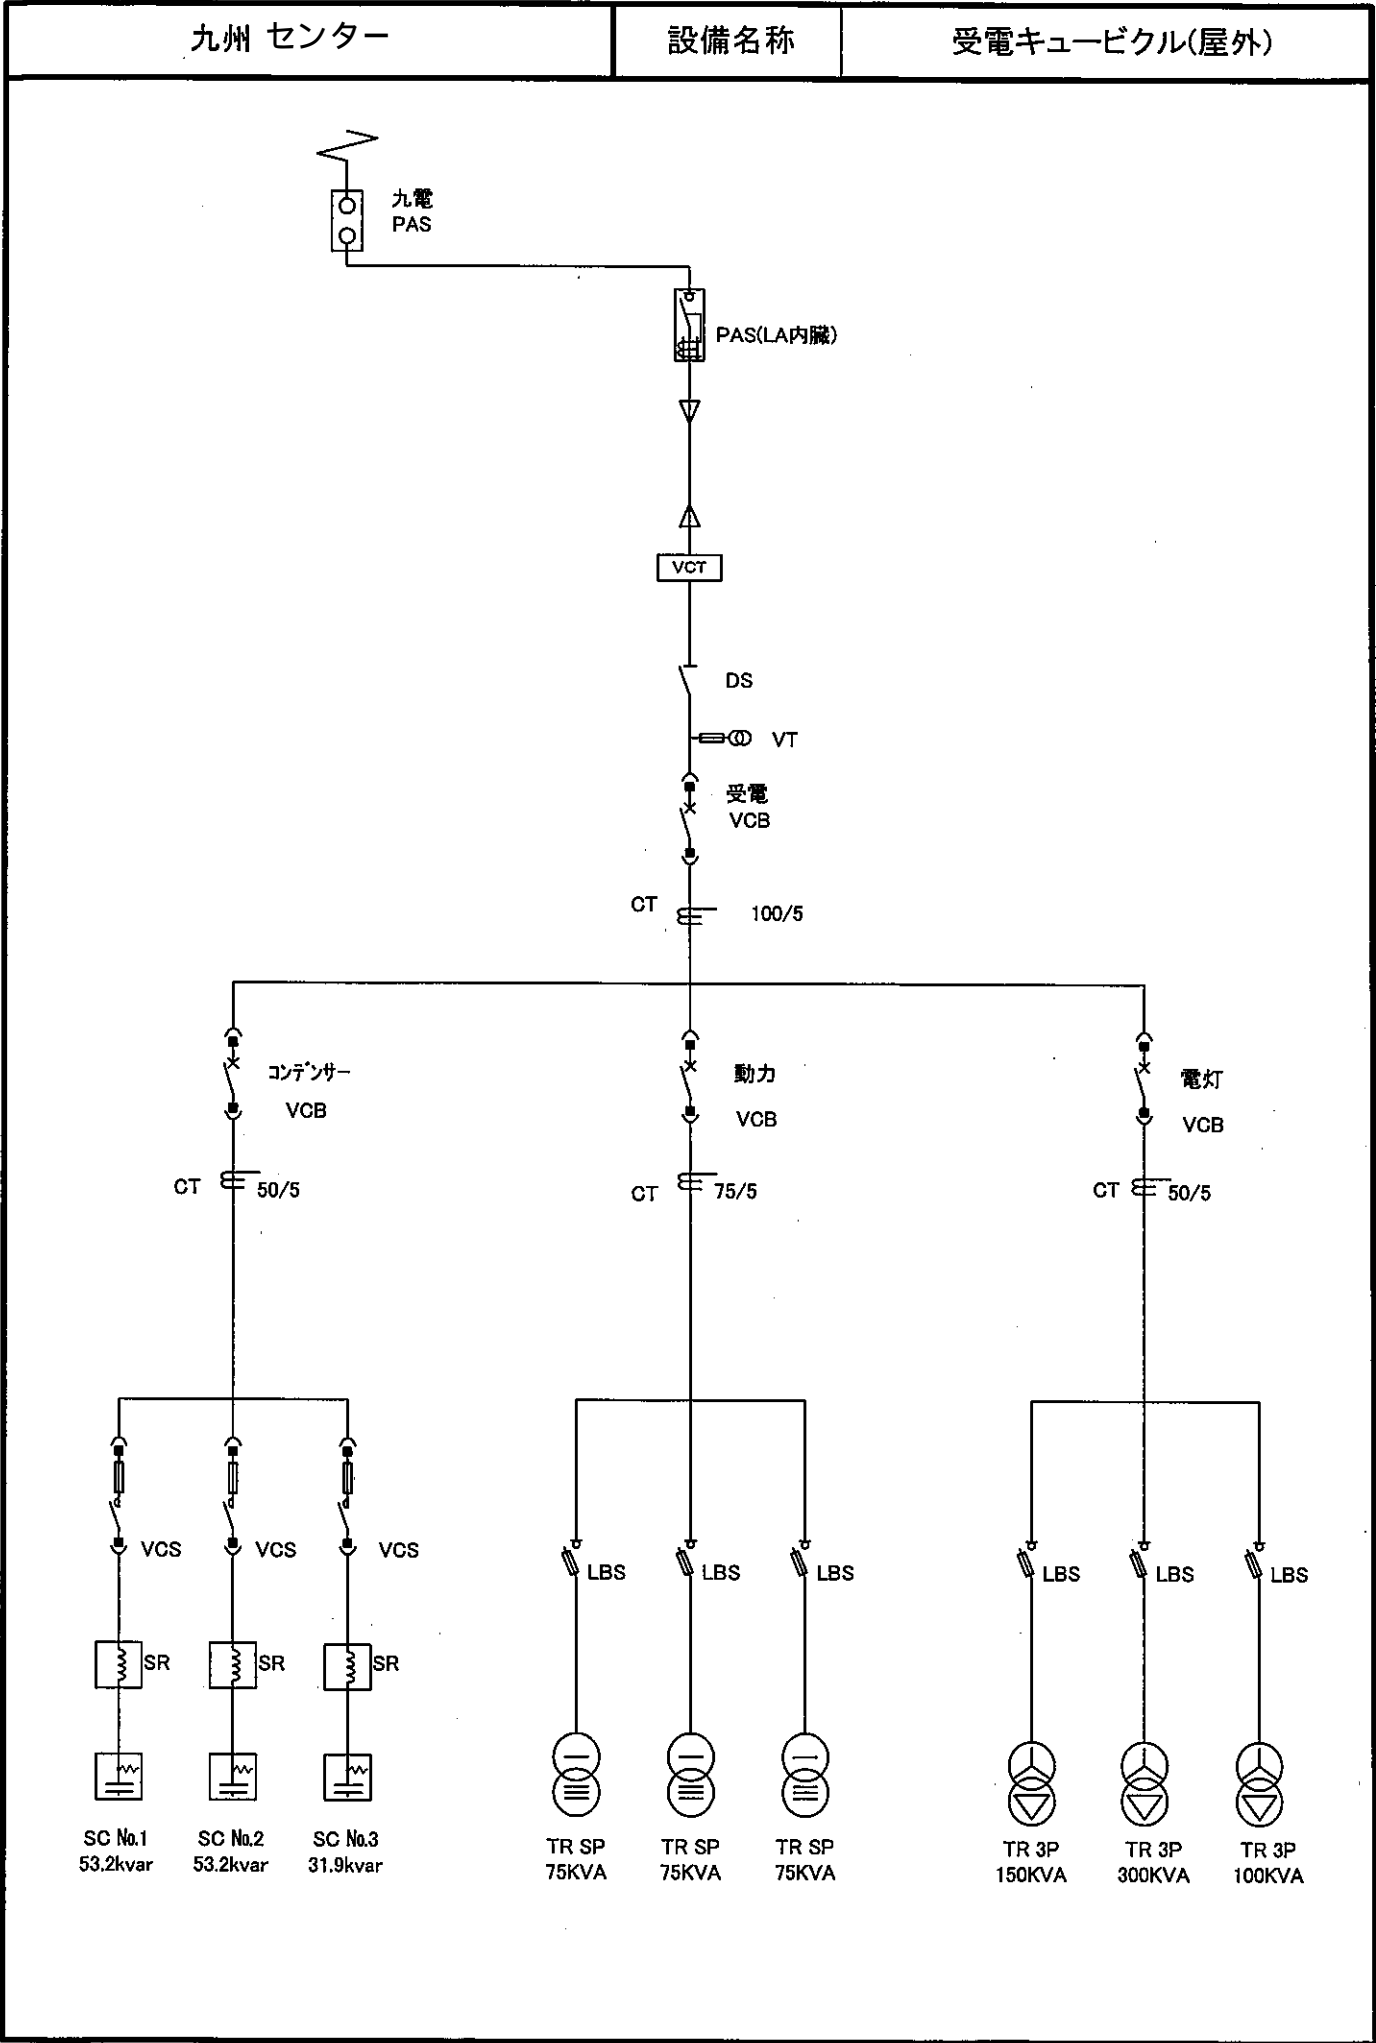 九州 センター
設備名称
受電キュービクル(屋外)
九電
PAS
PAS(LA内臓)
VCT
DS
VT
受電
VCB
CT
100/5
コンデンサー
VCB
動力
VCB
電灯
VCB
CT
50/5
CT
75/5
CT
50/5
VCS
VCS
VCS
LBS
LBS
LBS
LBS
LBS
LBS
SR
SR
SR
SC №.1
53.2kvar
SC №.2
53.2kvar
SC №.3
31.9kvar
TR SP
75KVA
TR SP
75KVA
TR SP
75KVA
TR 3P
150KVA
TR 3P
300KVA
TR 3P
100KVA